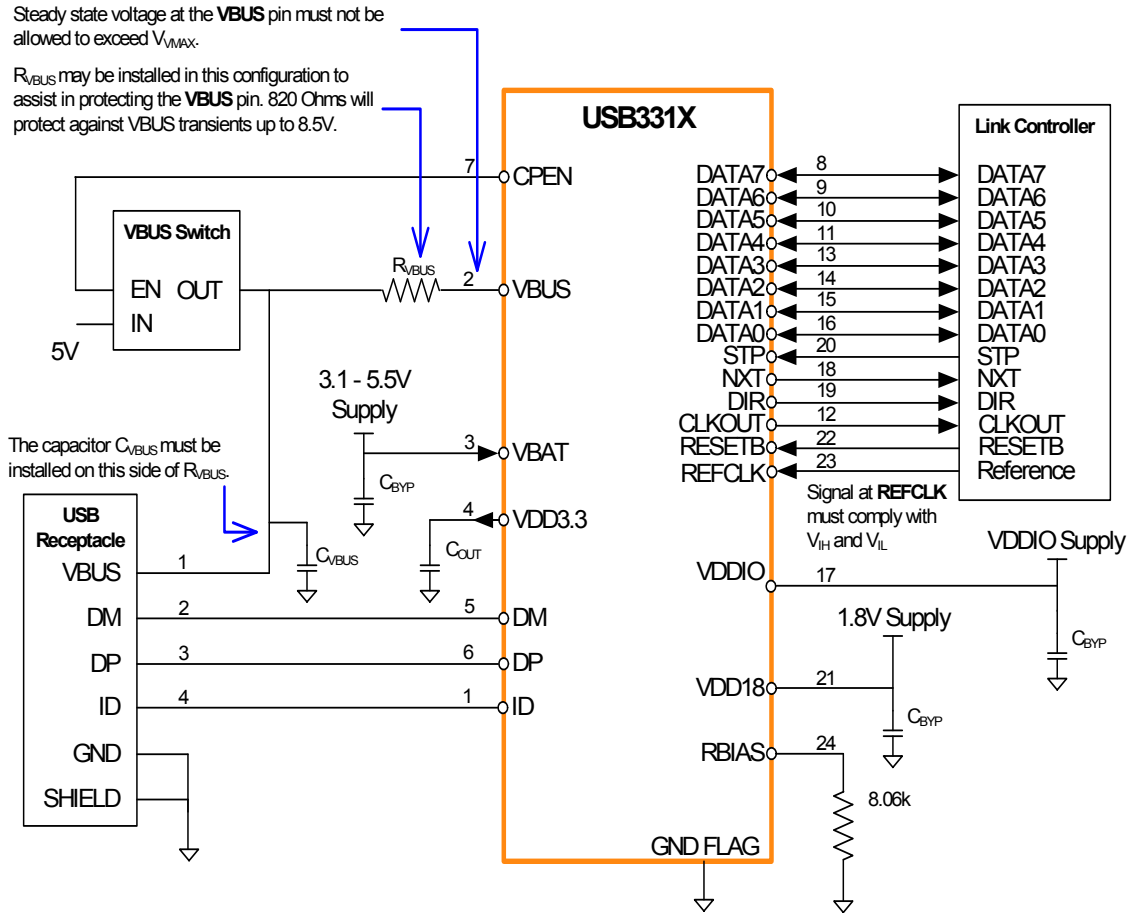 Steady state voltage at the VBUS pin must not be
allowed to exceed VVMAX.
RVBUS may be installed in this configuration to
assist in protecting the VBUS pin. 820 Ohms will
protect against VBUS transients up to 8.5V.
USB331X
Link Controller
7 CPEN
DATA7 8 DATA7
DATA6 9 DATA6
DATA5 10 DATA5
DATA4 11 DATA4
DATA3 13 DATA3
DATA2 14 DATA2
DATA1 15 DATA1
DATA0 16 DATA0
STP 20 STP
NXT 18 NXT
DIR 19 DIR
CLKOUT 12 CLKOUT
RESETB 22 RESETB
REFCLK 23 Reference
VBUS Switch
EN OUT
IN
5V
RVBUS
2 VBUS
3.1 - 5.5V
Supply
3 VBAT
CBYP
4 VDD3.3
COUT
The capacitor CVBUS must be
installed on this side of RVBUS.
CVBUS
USB
Receptacle
VBUS 1
DM 2 5 DM
DP 3 6 DP
ID 4 1 ID
GND
SHIELD
Signal at REFCLK
must comply with
VIH and VIL
VDDIO Supply
VDDIO 17
CBYP
1.8V Supply
VDD18 21
CBYP
RBIAS 24
8.06k
GND FLAG